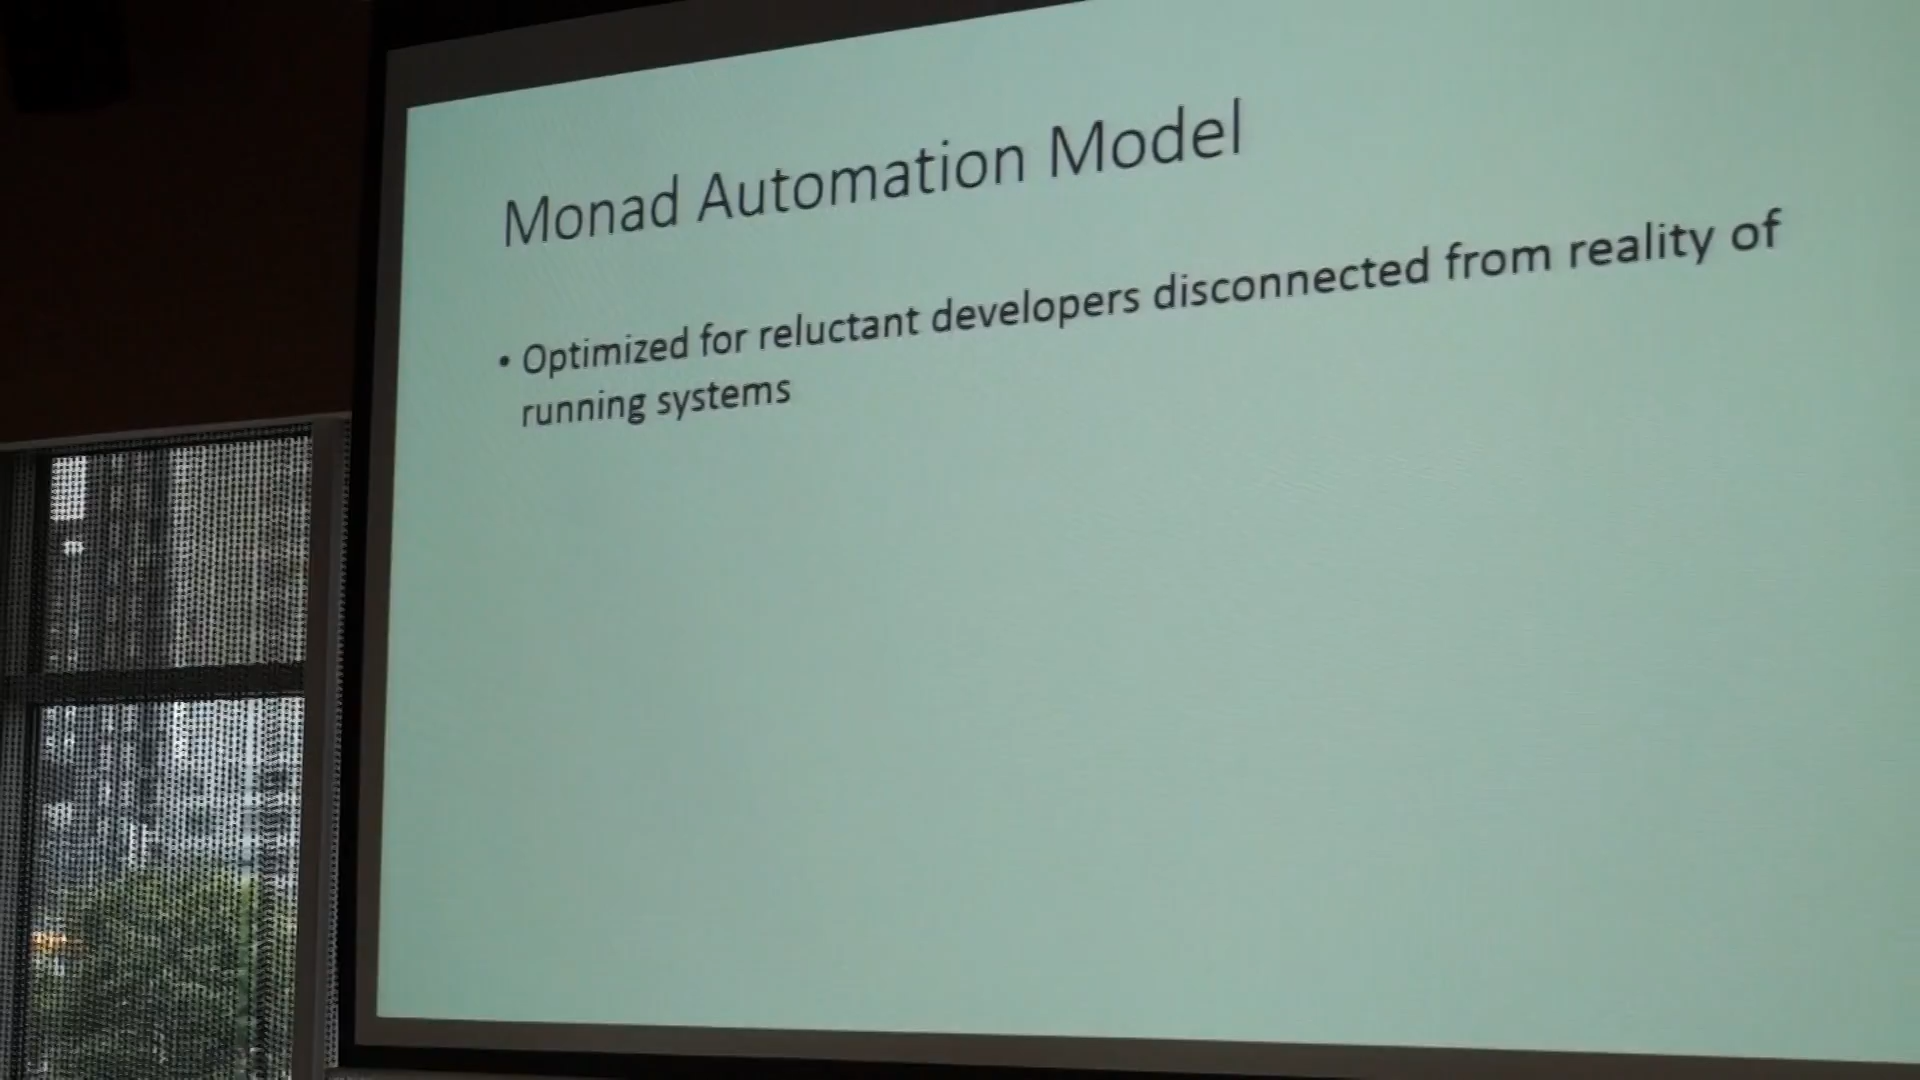 Monad Automation Model
• Optimized for reluctant developers disconnected from reality of
running systems